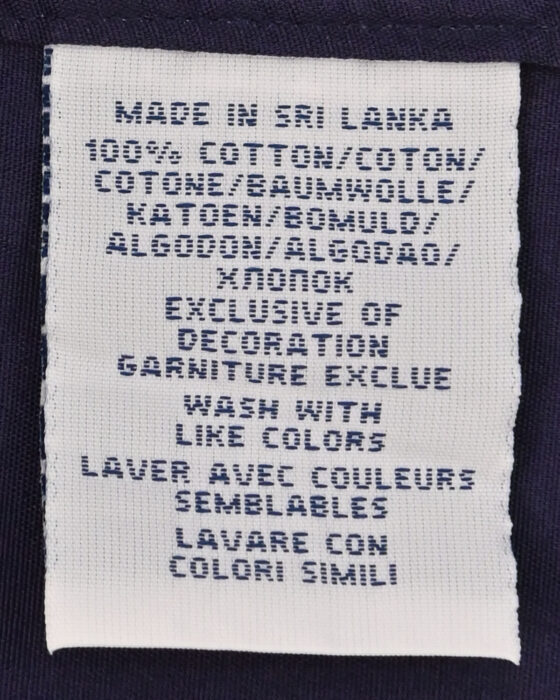 MADE IN SRI LANKA
100% COTTON/COTON/
COTONE/BAUMWOLLE/
KATOEN/BOMULD/
ALGODON/ALGODAO/
ХЛОПОК
EXCLUSIVE OF
DECORATION
GARNITURE EXCLUE
WASH WITH
LIKE COLORS
LAVER AVEC COULEURS
SEMBLABLES
LAVARE CON
COLORI SIMILI